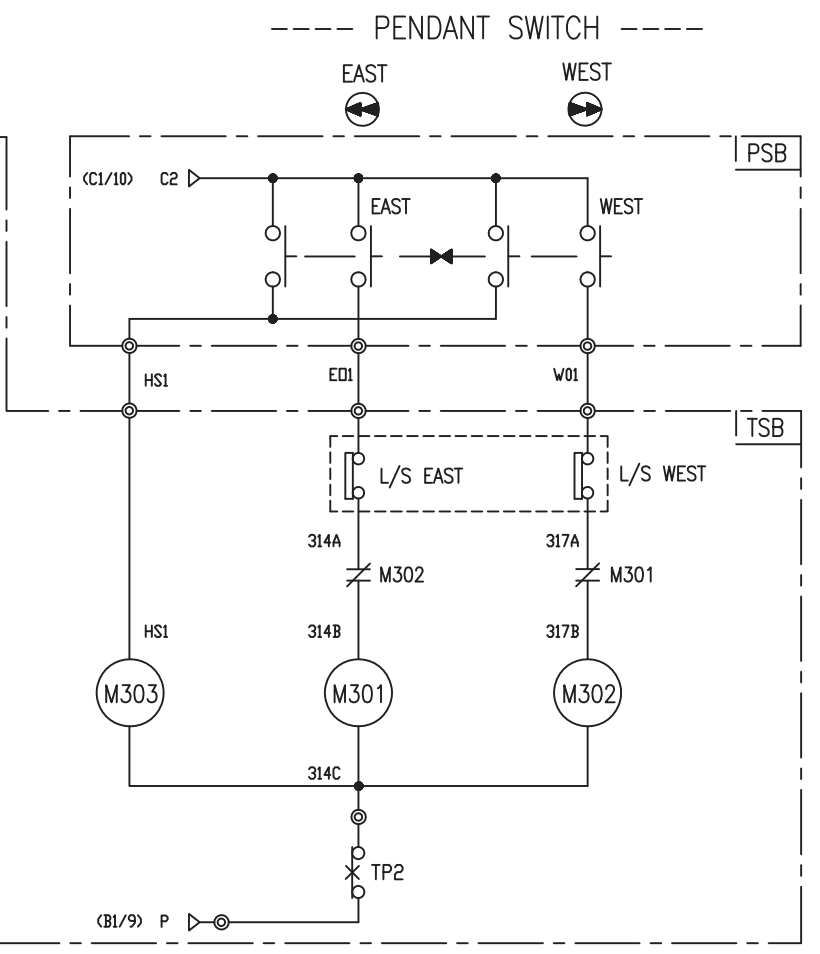 PENDANT SWITCH
EAST WEST
PSB
(C1/10) C2
EAST WEST
HS1 E01 W01
TSB
L/S EAST L/S WEST
314A 317A
M302 M301
HS1 314B 317B
M303 M301 M302
314C
TP2
(B1/9) P